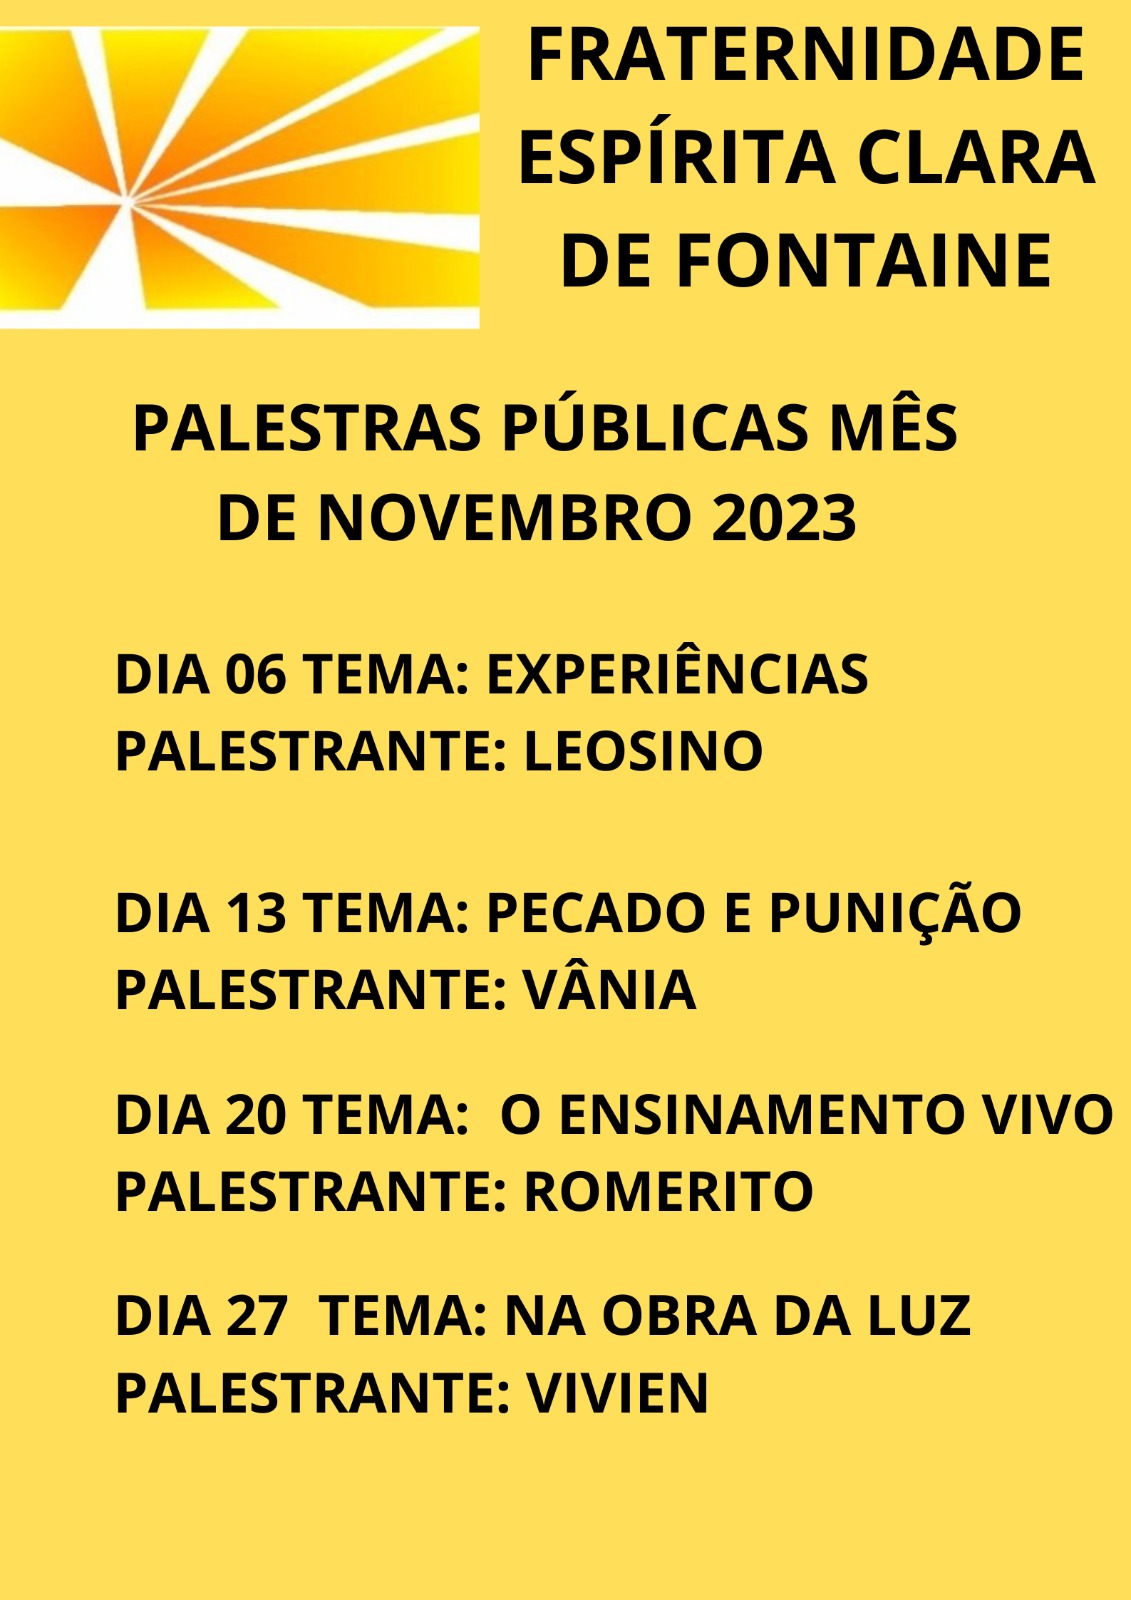 FRATERNIDADE
ESPÍRITA CLARA
DE FONTAINE
PALESTRAS PÚBLICAS MÊS
DE NOVEMBRO 2023
DIA 06 TEMA: EXPERIÊNCIAS
PALESTRANTE: LEOSINO
DIA 13 TEMA: PECADO E PUNIÇÃO
PALESTRANTE: VÂNIA
DIA 20 TEMA:  O ENSINAMENTO VIVO
PALESTRANTE: ROMERITO
DIA 27  TEMA: NA OBRA DA LUZ
PALESTRANTE: VIVIEN